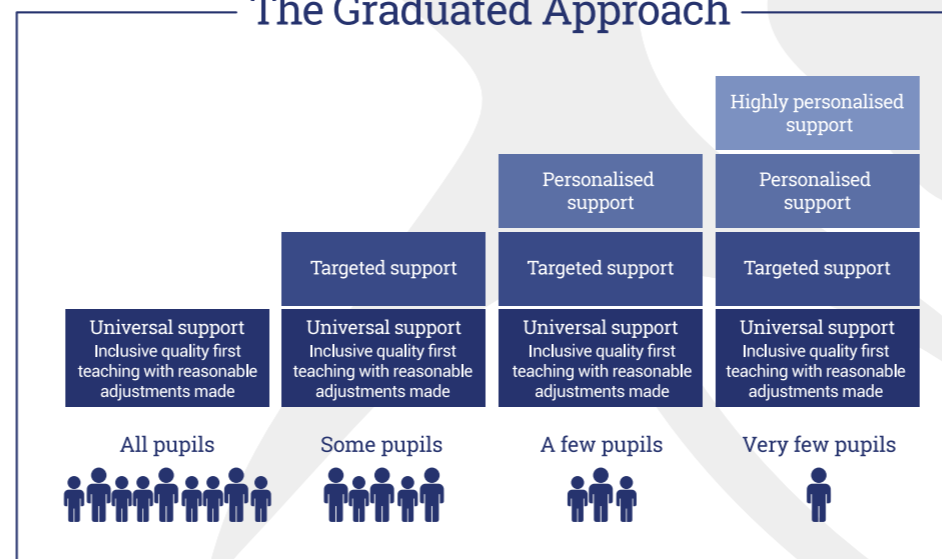 The Graduated Approach
Highly personalised
support
Personalised
support
Personalised
support
Targeted support
Targeted support
Targeted support
Universal support
Inclusive quality first
teaching with reasonable
adjustments made
Universal support
Inclusive quality first
teaching with reasonable
adjustments made
Universal support
Inclusive quality first
teaching with reasonable
adjustments made
Universal support
Inclusive quality first
teaching with reasonable
adjustments made
All pupils
Some pupils
A few pupils
Very few pupils